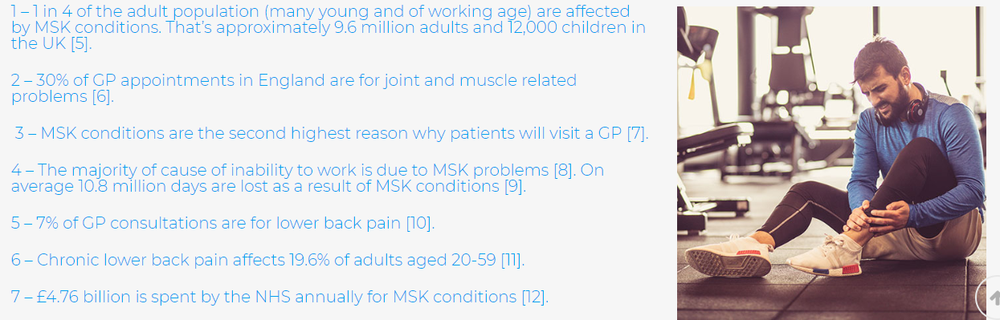 1 – 1 in 4 of the adult population (many young and of working age) are affected
by MSK conditions. That's approximately 9.6 million adults and 12,000 children in
the UK [5].
2 – 30% of GP appointments in England are for joint and muscle related
problems [6].
3 – MSK conditions are the second highest reason why patients will visit a GP [7].
4 – The majority of cause of inability to work is due to MSK problems [8]. On
average 10.8 million days are lost as a result of MSK conditions [9].
5 – 7% of GP consultations are for lower back pain [10].
6 – Chronic lower back pain affects 19.6% of adults aged 20-59 [11].
7 – £4.76 billion is spent by the NHS annually for MSK conditions [12].